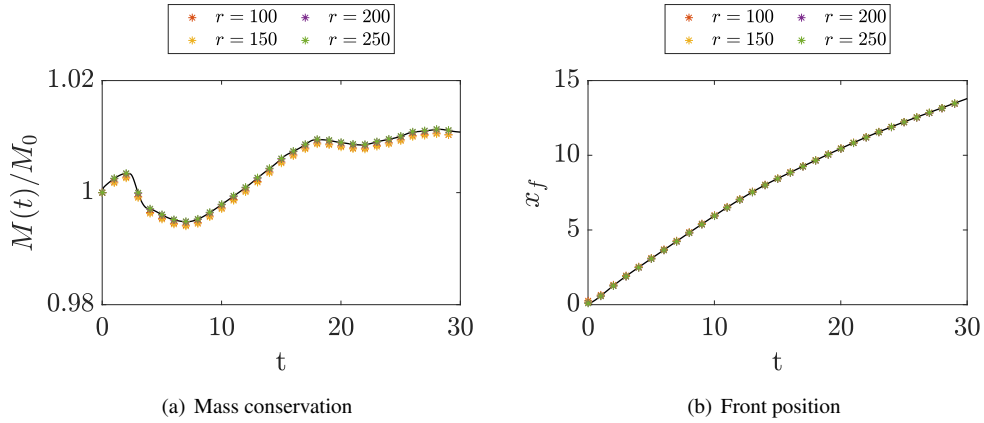 r = 100 r = 200
r = 150 r = 250
1.02
1
0.98
M(t)/M₀
0 10 20 30
t
(a) Mass conservation
r = 100 r = 200
r = 150 r = 250
15
10
5
0
x_f
0 10 20 30
t
(b) Front position